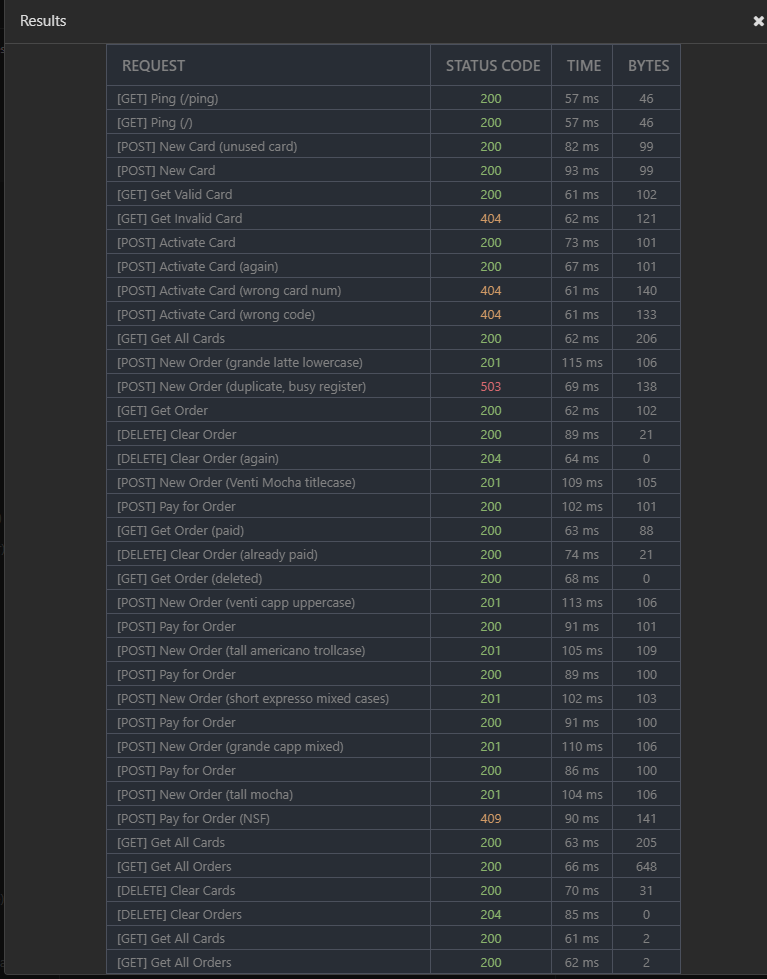 Results
REQUEST STATUS CODE TIME BYTES
[GET] Ping (/ping) 200 57 ms 46
[GET] Ping (/) 200 57 ms 46
[POST] New Card (unused card) 200 82 ms 99
[POST] New Card 200 93 ms 99
[GET] Get Valid Card 200 61 ms 102
[GET] Get Invalid Card 404 62 ms 121
[POST] Activate Card 200 73 ms 101
[POST] Activate Card (again) 200 67 ms 101
[POST] Activate Card (wrong card num) 404 61 ms 140
[POST] Activate Card (wrong code) 404 61 ms 133
[GET] Get All Cards 200 62 ms 206
[POST] New Order (grande latte lowercase) 201 115 ms 106
[POST] New Order (duplicate, busy register) 503 69 ms 138
[GET] Get Order 200 62 ms 102
[DELETE] Clear Order 200 89 ms 21
[DELETE] Clear Order (again) 204 64 ms 0
[POST] New Order (Venti Mocha titlecase) 201 109 ms 105
[POST] Pay for Order 200 102 ms 101
[GET] Get Order (paid) 200 63 ms 88
[DELETE] Clear Order (already paid) 200 74 ms 21
[GET] Get Order (deleted) 200 68 ms 0
[POST] New Order (venti capp uppercase) 201 113 ms 106
[POST] Pay for Order 200 91 ms 101
[POST] New Order (tall americano trollcase) 201 105 ms 109
[POST] Pay for Order 200 89 ms 100
[POST] New Order (short expresso mixed cases) 201 102 ms 103
[POST] Pay for Order 200 91 ms 100
[POST] New Order (grande capp mixed) 201 110 ms 106
[POST] Pay for Order 200 86 ms 100
[POST] New Order (tall mocha) 201 104 ms 106
[POST] Pay for Order (NSF) 409 90 ms 141
[GET] Get All Cards 200 63 ms 205
[GET] Get All Orders 200 66 ms 648
[DELETE] Clear Cards 200 70 ms 31
[DELETE] Clear Orders 204 85 ms 0
[GET] Get All Cards 200 61 ms 2
[GET] Get All Orders 200 62 ms 2